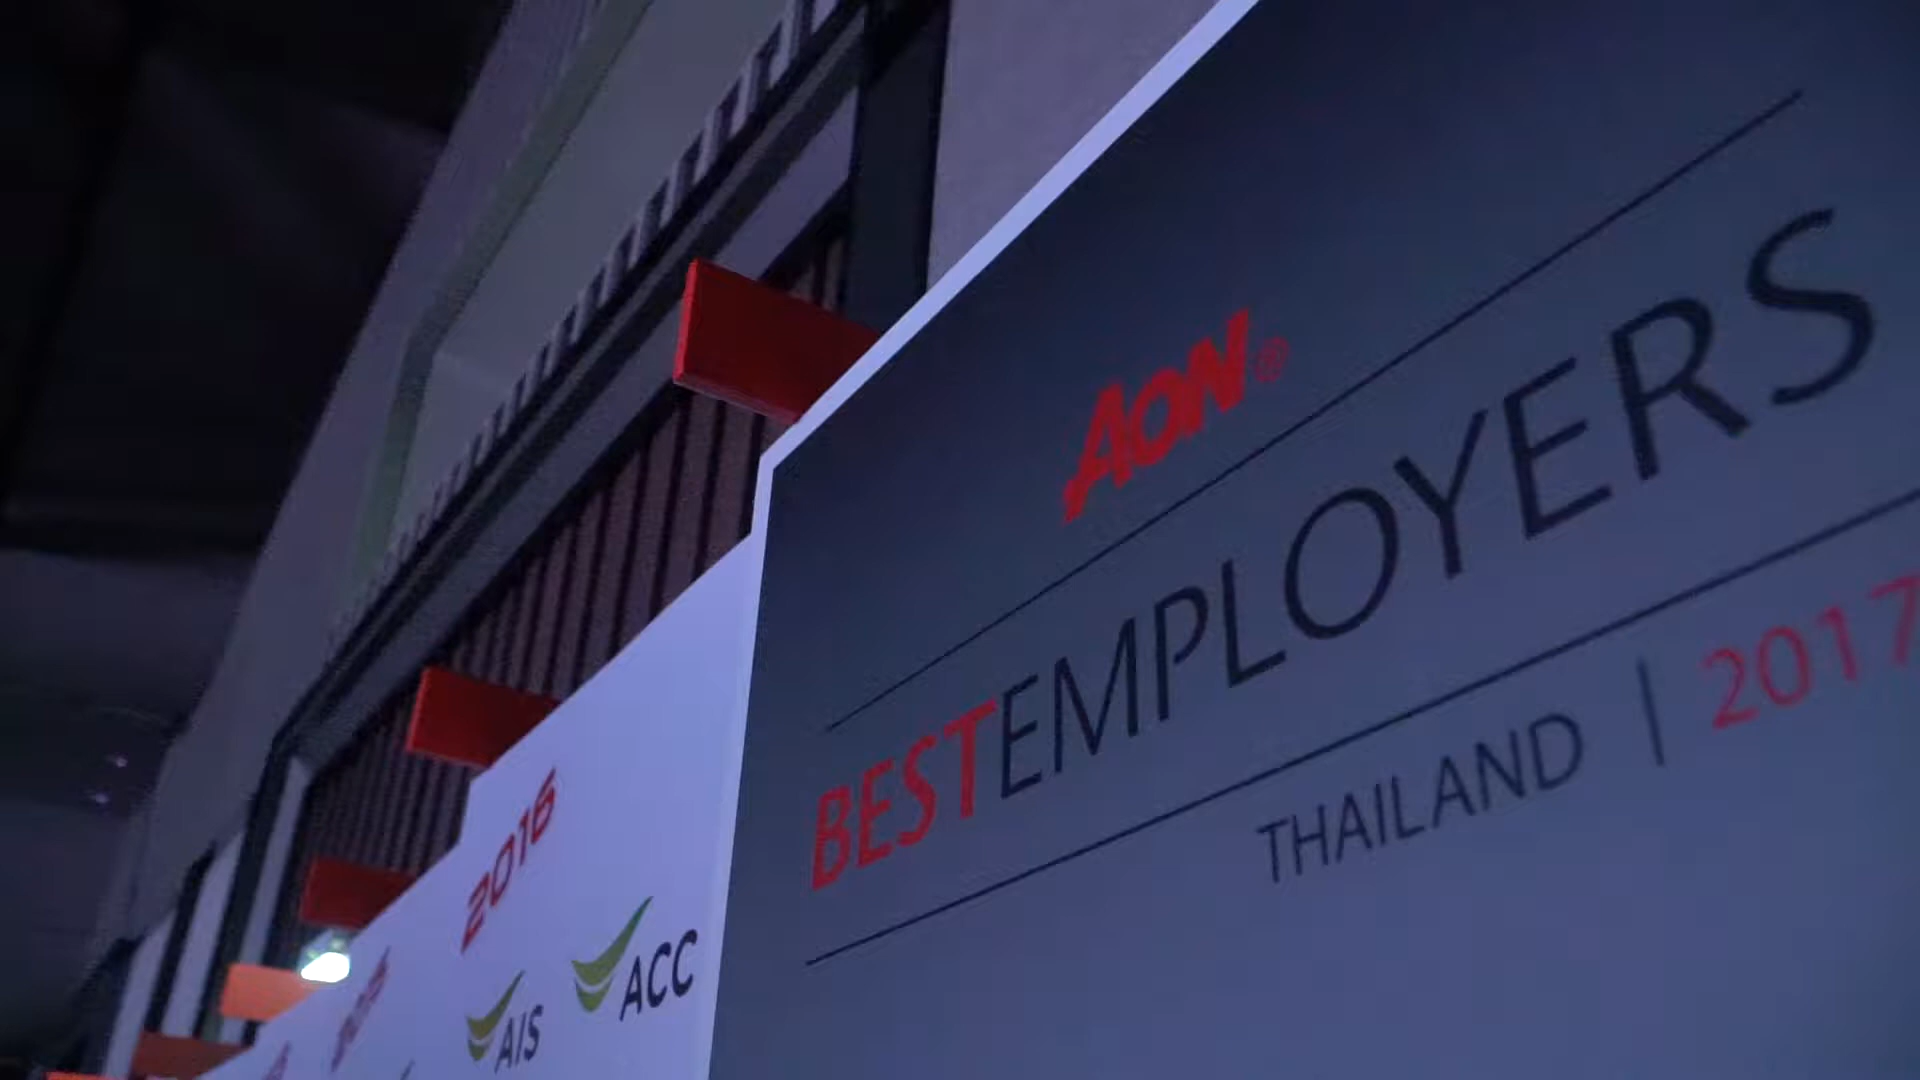 AON®
BESTEMPLOYERS
THAILAND | 2017
2016
ACC
AIS